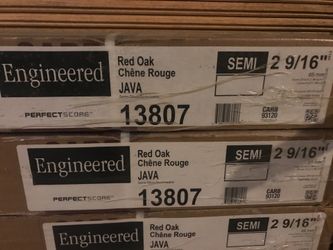 Engineered
PERFECTSCORE
Red Oak
Chêne Rouge
JAVA
13807
SEMI
2 9/16"
65 mm
CARB
93120
Engineered
PERFECTSCORE
Red Oak
Chêne Rouge
JAVA
13807
SEMI
2 9/16"
CARB
93120
Engineered
Red Oak
Chêne Rouge
JAVA
SEMI
2 9/16"